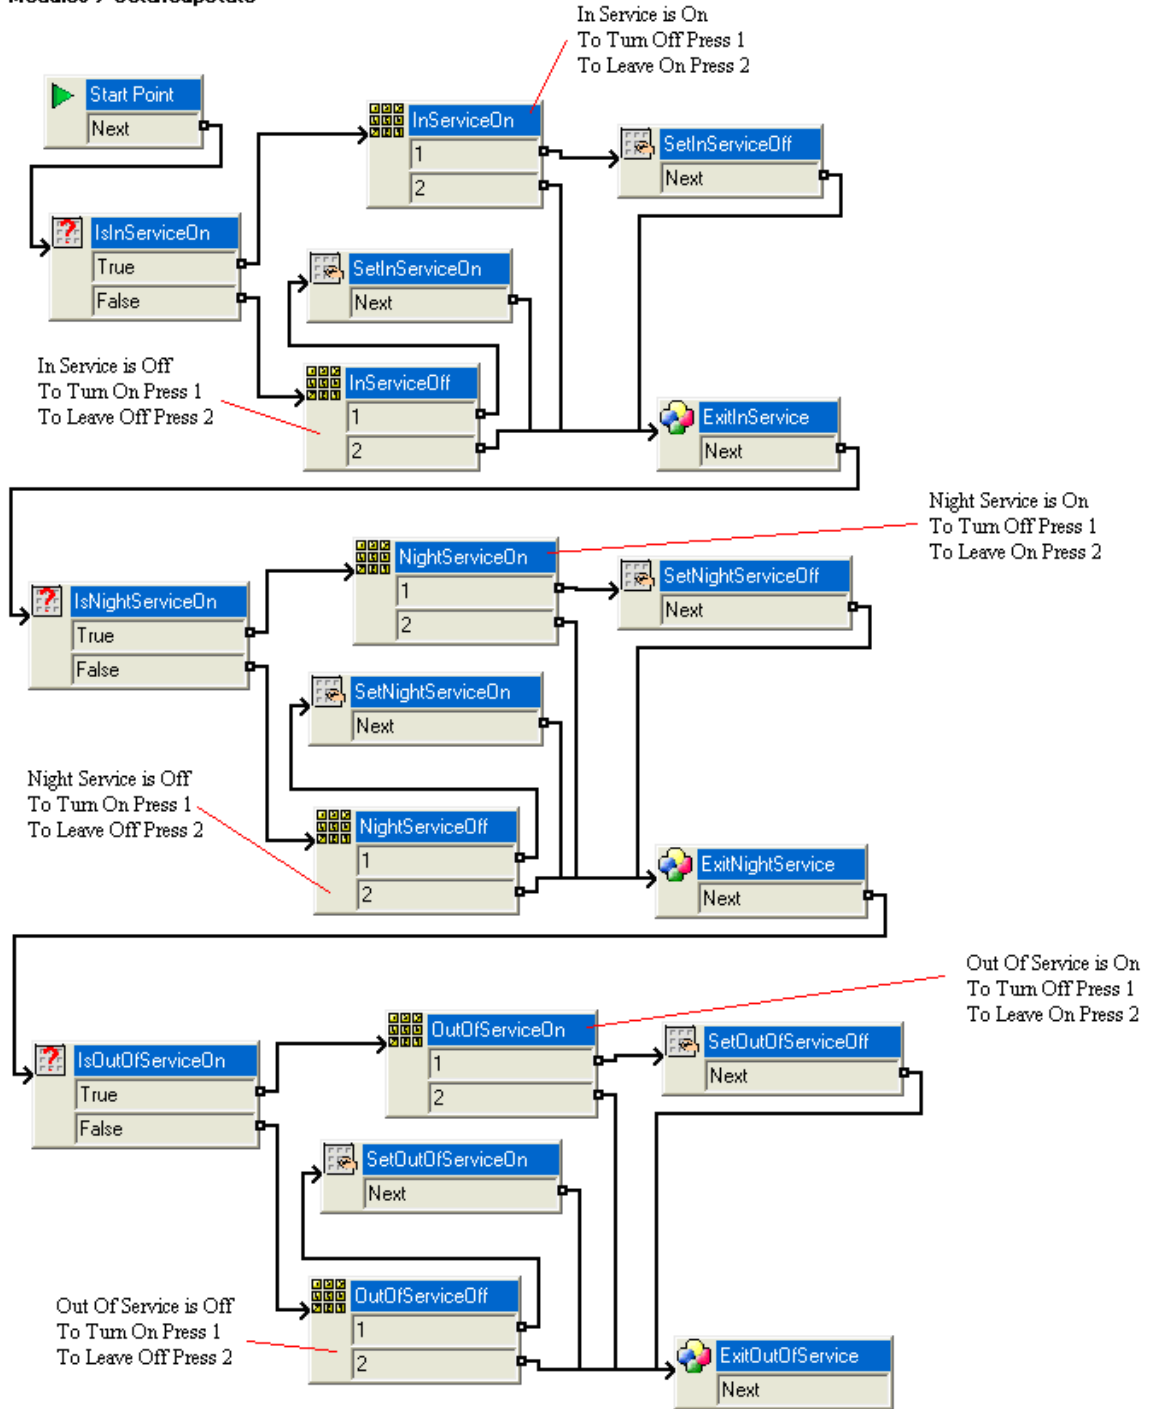 In Service is On
To Turn Off Press 1
To Leave On Press 2
Start Point
Next
InServiceOn
1
2
SetInServiceOff
Next
IsInServiceOn
True
False
SetInServiceOn
Next
In Service is Off
To Turn On Press 1
To Leave Off Press 2
InServiceOff
1
2
ExitInService
Next
Night Service is On
To Turn Off Press 1
To Leave On Press 2
NightServiceOn
1
2
SetNightServiceOff
Next
IsNightServiceOn
True
False
SetNightServiceOn
Next
Night Service is Off
To Turn On Press 1
To Leave Off Press 2
NightServiceOff
1
2
ExitNightService
Next
Out Of Service is On
To Turn Off Press 1
To Leave On Press 2
OutOfServiceOn
1
2
SetOutOfServiceOff
Next
IsOutOfServiceOn
True
False
SetOutOfServiceOn
Next
Out Of Service is Off
To Turn On Press 1
To Leave Off Press 2
OutOfServiceOff
1
2
ExitOutOfService
Next